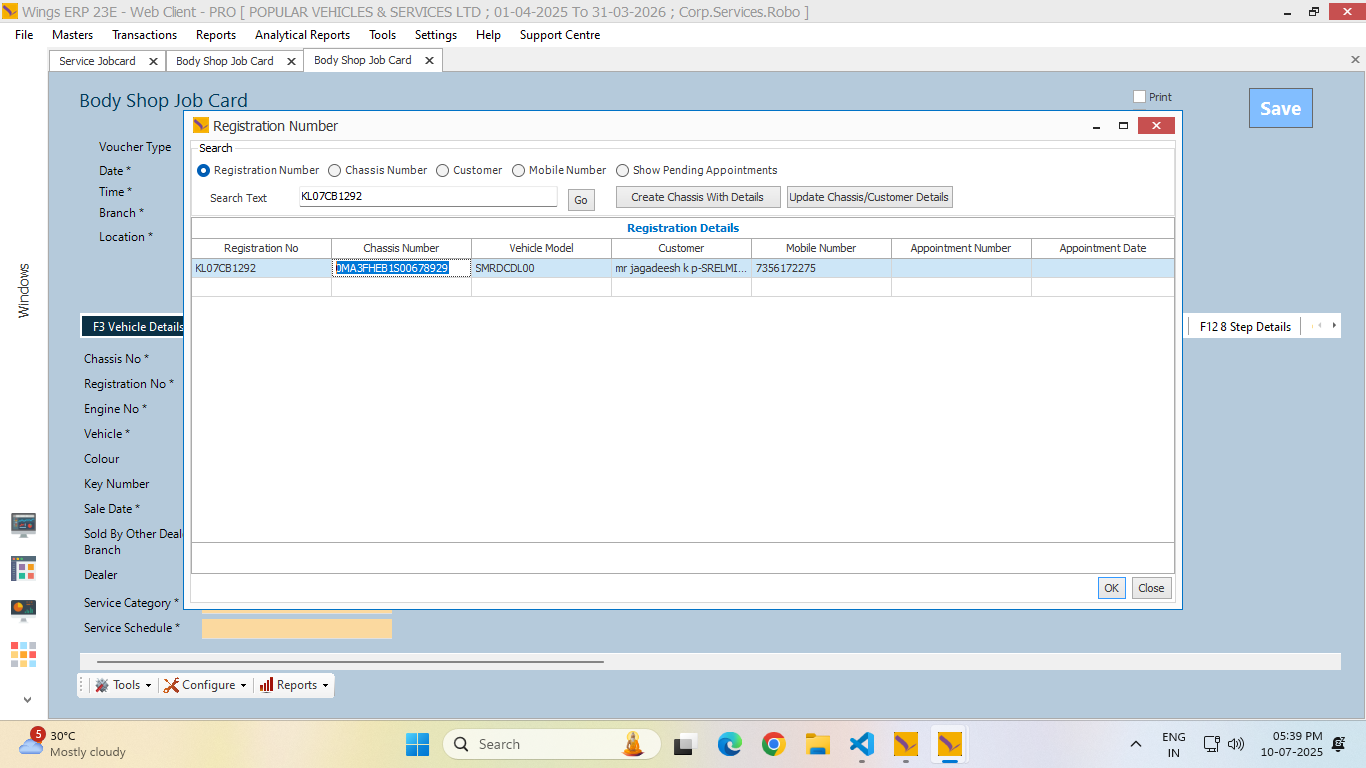 Wings ERP 23E - Web Client - PRO [ POPULAR VEHICLES & SERVICES LTD ; 01-04-2025 To 31-03-2026 ; Corp.Services.Robo ]
File Masters Transactions Reports Analytical Reports Tools Settings Help Support Centre
Service Jobcard Body Shop Job Card Body Shop Job Card
Body Shop Job Card
Print
Save
Registration Number
Search
Voucher Type
Date *
Time *
Branch *
Location *
Registration Number Chassis Number Customer Mobile Number Show Pending Appointments
Search Text KL07CB1292 Go Create Chassis With Details Update Chassis/Customer Details
Registration Details
Registration No Chassis Number Vehicle Model Customer Mobile Number Appointment Number Appointment Date
KL07CB1292 0MA3FHEB1S00678929 SMRDCDL00 mr jagadeesh k p-SRELMI... 7356172275
Windows
F3 Vehicle Details
F12 8 Step Details
Chassis No *
Registration No *
Engine No *
Vehicle *
Colour
Key Number
Sale Date *
Sold By Other Deal
Branch
Dealer
OK Close
Service Category *
Service Schedule *
Tools Configure Reports
5
30°C
Mostly cloudy
Search
ENG
IN
05:39 PM
10-07-2025